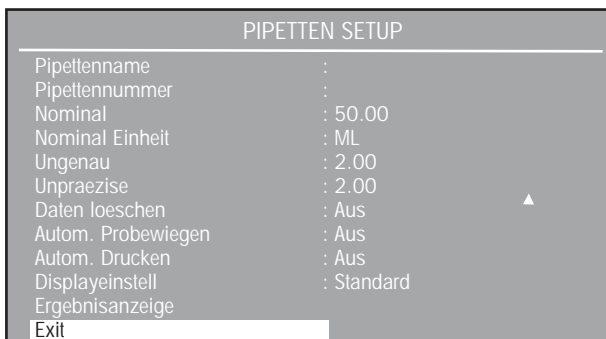 PIPETTEN SETUP
Pipettenname :
Pipettennummer :
Nominal : 50.00
Nominal Einheit : ML
Ungenau : 2.00
Unpraezise : 2.00
Daten loeschen : Aus
Autom. Probewiegen : Aus
Autom. Drucken : Aus
Displayeinstell : Standard
Ergebnisanzeige
Exit